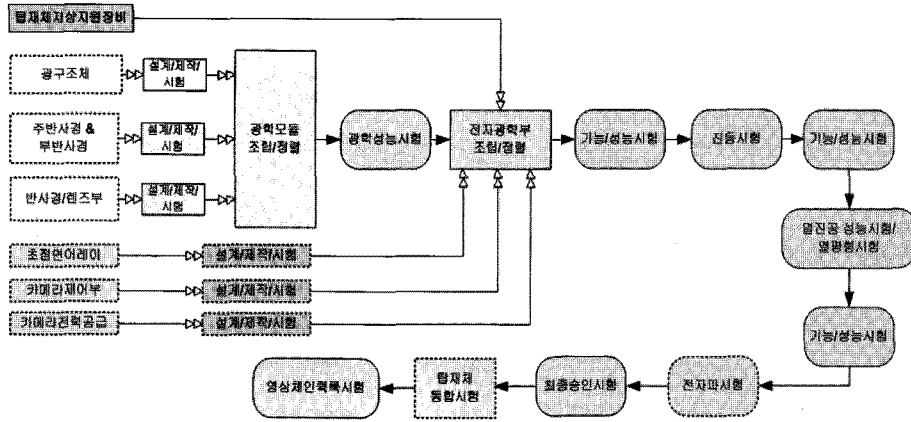 탑재체지상지원장비
광구조체
설계/제작/
시험
주반사경 &
부반사경
설계/제작/
시험
반사경/렌즈부
설계/제작/
시험
광학모듈
조립/정렬
광학성능시험
전자광학부
조립/정렬
기능/성능시험
진동시험
기능/성능시험
초점면어레이
설계/제작/시험
카메라제어부
설계/제작/시험
카메라전력공급
설계/제작/시험
열진공 성능시험/
열평형시험
기능/성능시험
전자파시험
최종승인시험
탑재체
통합시험
영상체인력록시험